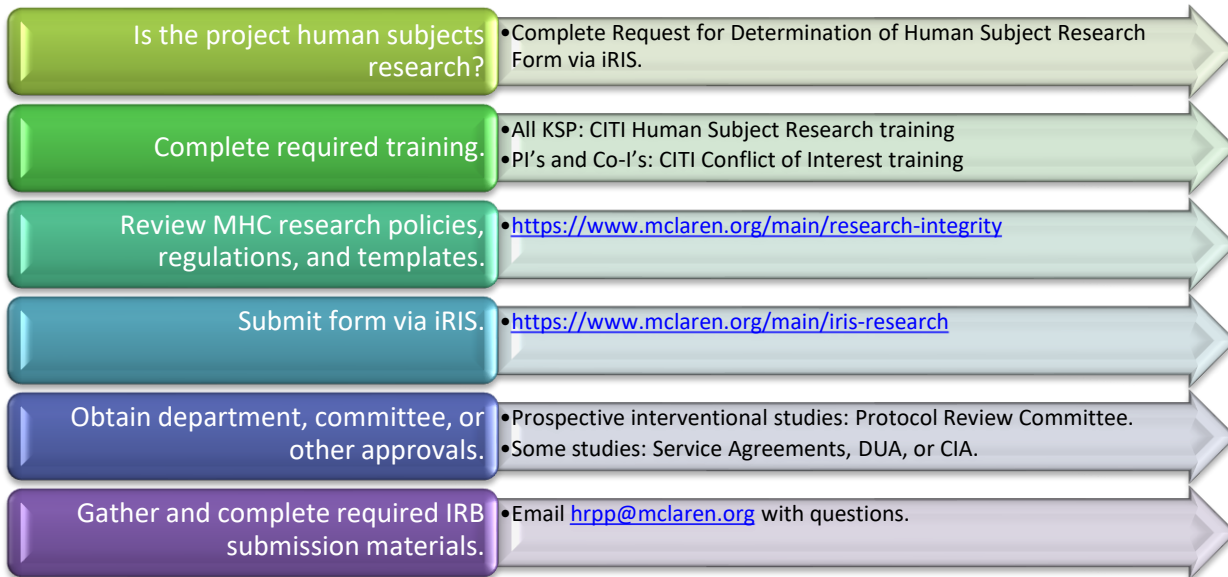 Is the project human subjects
research?
•Complete Request for Determination of Human Subject Research
Form via iRIS.
Complete required training.
•All KSP: CITI Human Subject Research training
•PI's and Co-I's: CITI Conflict of Interest training
Review MHC research policies,
regulations, and templates.
•https://www.mclaren.org/main/research-integrity
Submit form via iRIS.
•https://www.mclaren.org/main/iris-research
Obtain department, committee, or
other approvals.
•Prospective interventional studies: Protocol Review Committee.
•Some studies: Service Agreements, DUA, or CIA.
Gather and complete required IRB
submission materials.
•Email hrpp@mclaren.org with questions.